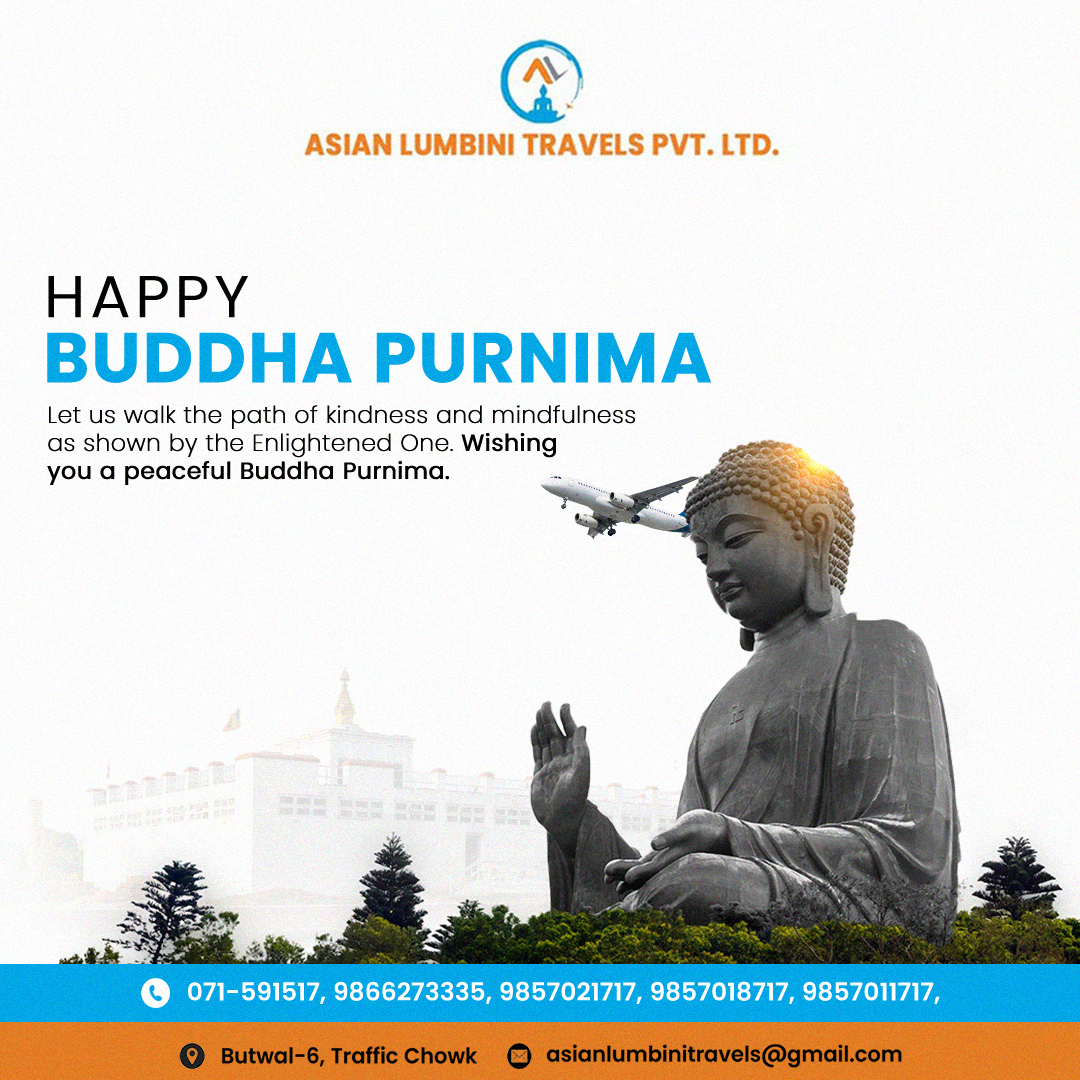 AL
ASIAN LUMBINI TRAVELS PVT. LTD.
HAPPY
BUDDHA PURNIMA
Let us walk the path of kindness and mindfulness
as shown by the Enlightened One. Wishing
you a peaceful Buddha Purnima.
071-591517, 9866273335, 9857021717, 9857018717, 9857011717,
Butwal-6, Traffic Chowk
asianlumbinitravels@gmail.com